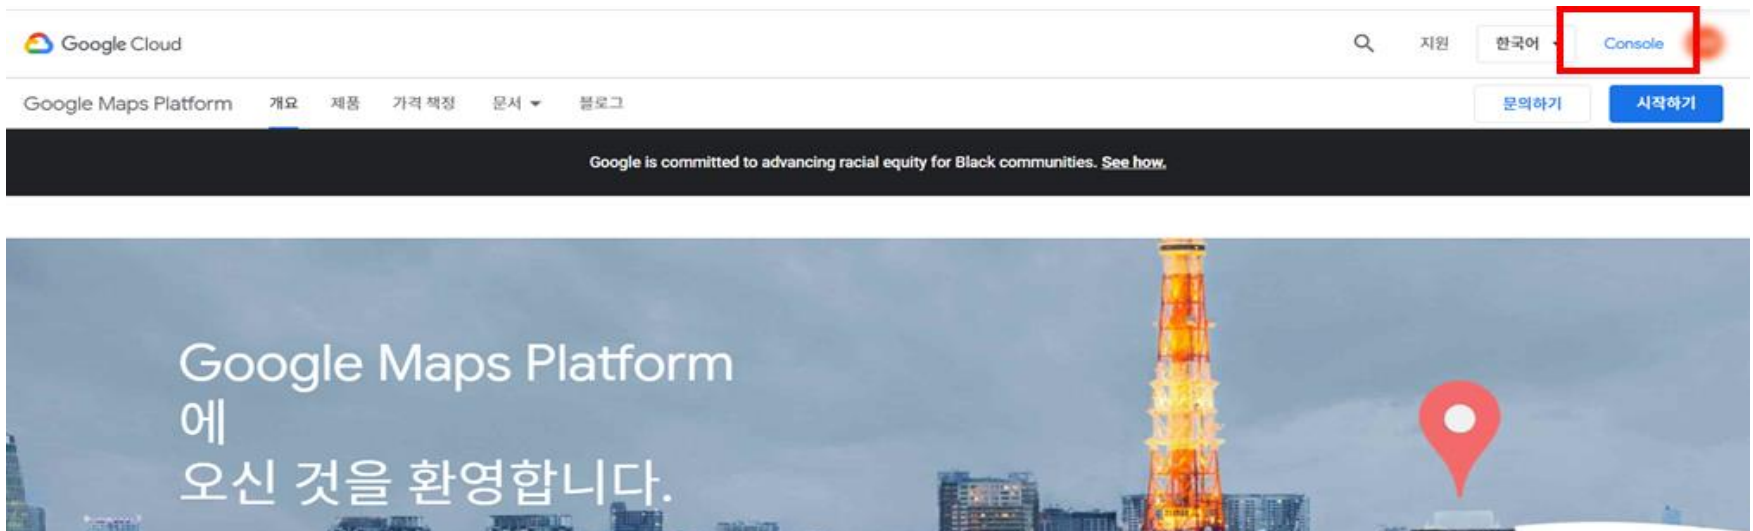 Google Cloud
지원
한국어
Console
Google Maps Platform
개요
제품
가격 책정
문서
블로그
문의하기
시작하기
Google is committed to advancing racial equity for Black communities. See how.
Google Maps Platform
에
오신 것을 환영합니다.